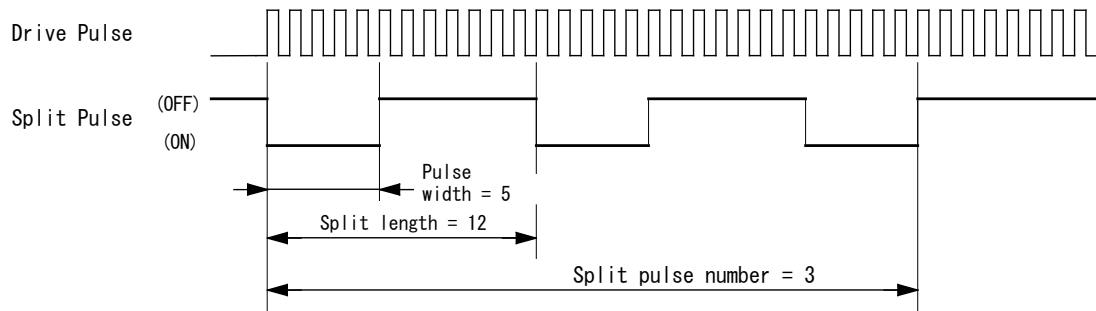 Drive Pulse
Split Pulse
(OFF)
(ON)
Pulse
width = 5
Split length = 12
Split pulse number = 3